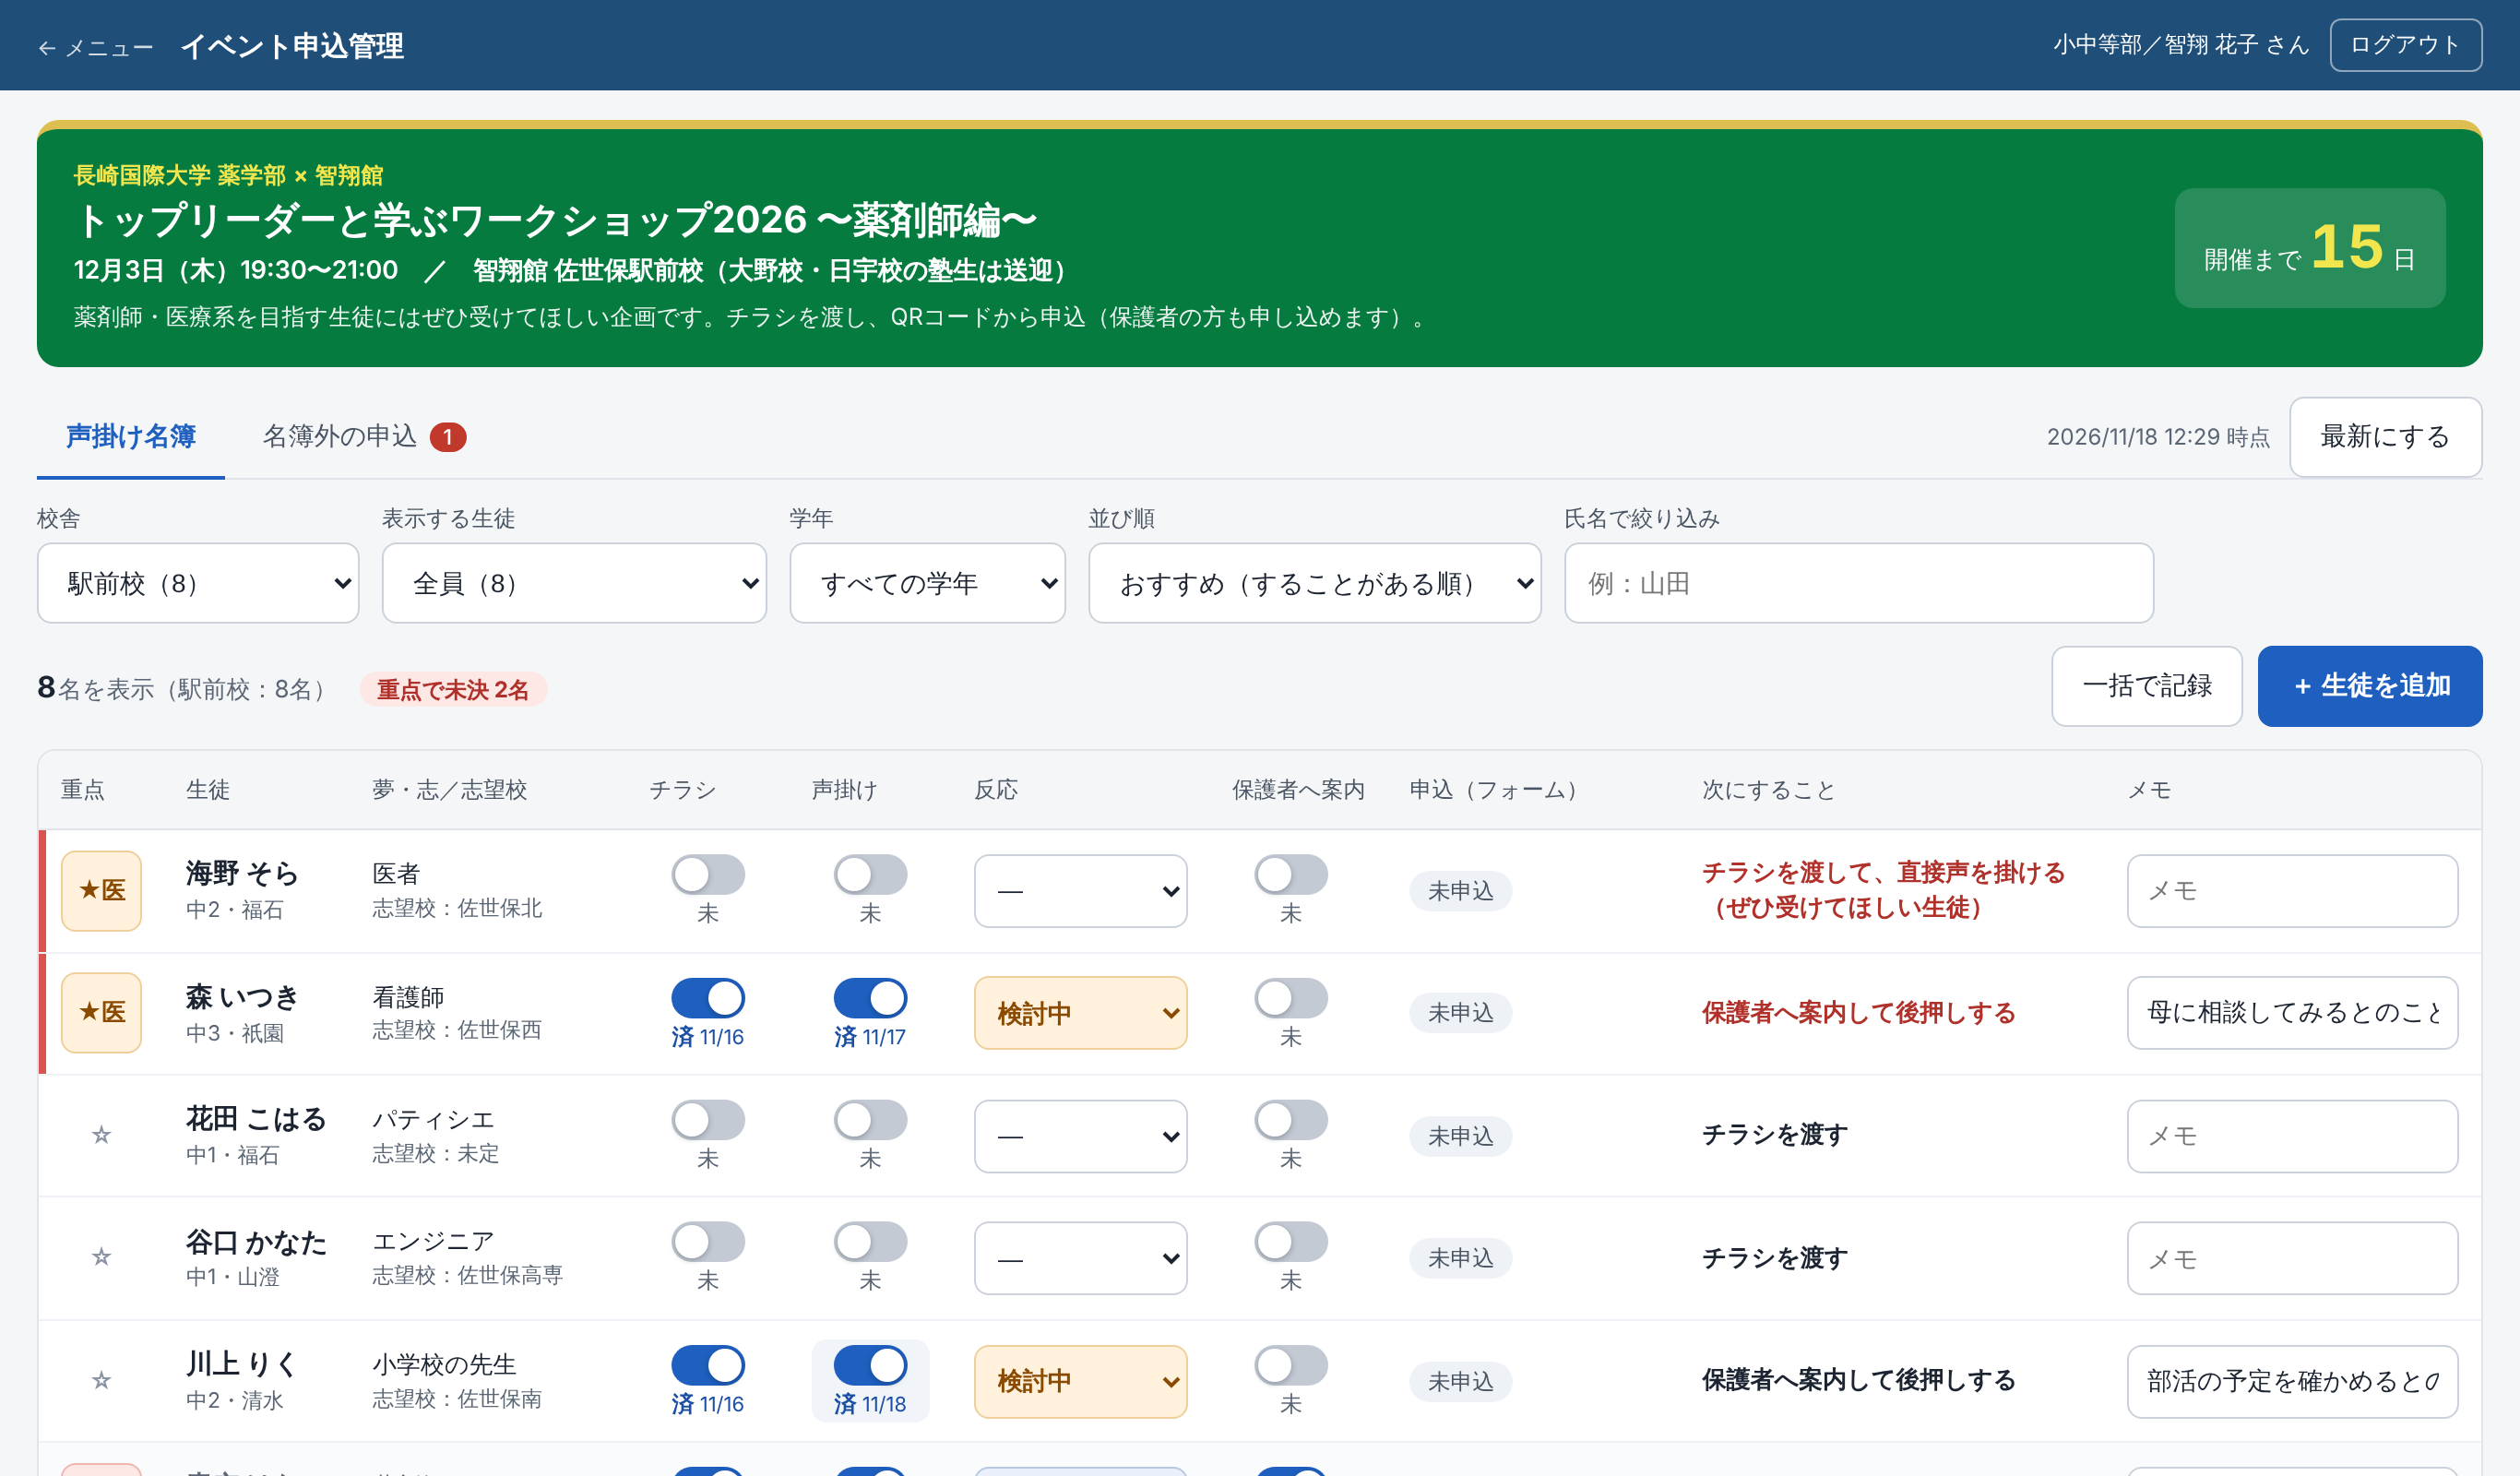 ← メニュー イベント申込管理 小中等部／智翔 花子 さん ログアウト
長崎国際大学 薬学部 × 智翔館
トップリーダーと学ぶワークショップ2026 〜薬剤師編〜
12月3日（木）19:30〜21:00 ／ 智翔館 佐世保駅前校（大野校・日宇校の塾生は送迎）
薬剤師・医療系を目指す生徒にはぜひ受けてほしい企画です。チラシを渡し、QRコードから申込（保護者の方も申し込めます）。
開催まで 15 日
声掛け名簿 名簿外の申込 1 2026/11/18 12:29 時点 最新にする
校舎 表示する生徒 学年 並び順 氏名で絞り込み
駅前校（8） 全員（8） すべての学年 おすすめ（することがある順） 例：山田
8名を表示（駅前校：8名） 重点で未決 2名 一括で記録 + 生徒を追加
重点 生徒 夢・志／志望校 チラシ 声掛け 反応 保護者へ案内 申込（フォーム） 次にすること メモ
★医 海野 そら 医者 — 未申込 チラシを渡して、直接声を掛ける メモ
中2・福石 志望校：佐世保北 未 未 未 （ぜひ受けてほしい生徒）
★医 森 いつき 看護師 検討中 未申込 保護者へ案内して後押しする 母に相談してみるとのこと
中3・祇園 志望校：佐世保西 済 11/16 済 11/17 未
☆ 花田 こはる パティシエ — 未申込 チラシを渡す メモ
中1・福石 志望校：未定 未 未 未
☆ 谷口 かなた エンジニア — 未申込 チラシを渡す メモ
中1・山澄 志望校：佐世保高専 未 未 未
☆ 川上 りく 小学校の先生 検討中 未申込 保護者へ案内して後押しする 部活の予定を確かめると
中2・清水 志望校：佐世保南 済 11/16 済 11/18 未